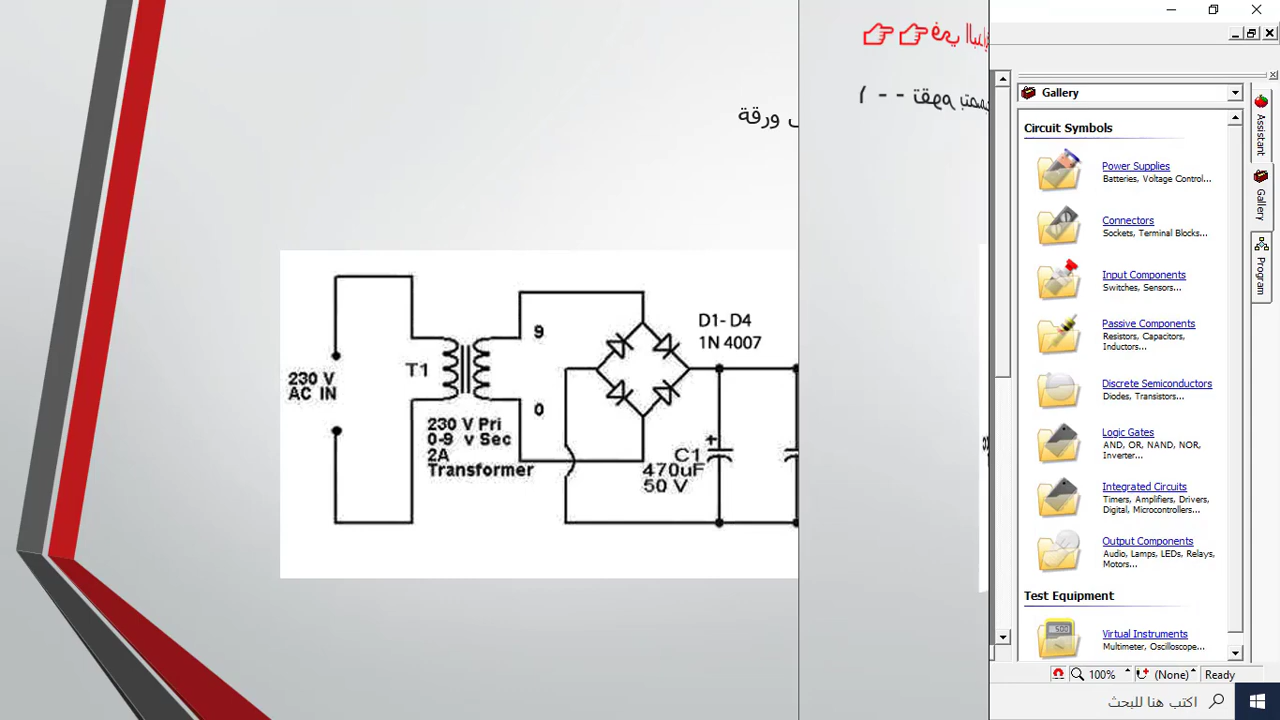 ورقة
230 V
AC IN
T1
9
0
230 V Pri
0-9 v Sec
2A
Transformer
D1- D4
1N 4007
C1
470uF
50 V
+
في
1 - - تقوم
Gallery
Circuit Symbols
Power Supplies
Batteries, Voltage Control...
Connectors
Sockets, Terminal Blocks...
Input Components
Switches, Sensors...
Passive Components
Resistors, Capacitors,
Inductors...
Discrete Semiconductors
Diodes, Transistors...
Logic Gates
AND, OR, NAND, NOR,
Inverter...
Integrated Circuits
Timers, Amplifiers, Drivers,
Digital, Microcontrollers...
Output Components
Audio, Lamps, LEDs, Relays,
Motors...
Test Equipment
Virtual Instruments
Multimeter, Oscilloscope...
Assistant
Gallery
Program
100%
(None)
Ready
اكتب هنا للبحث